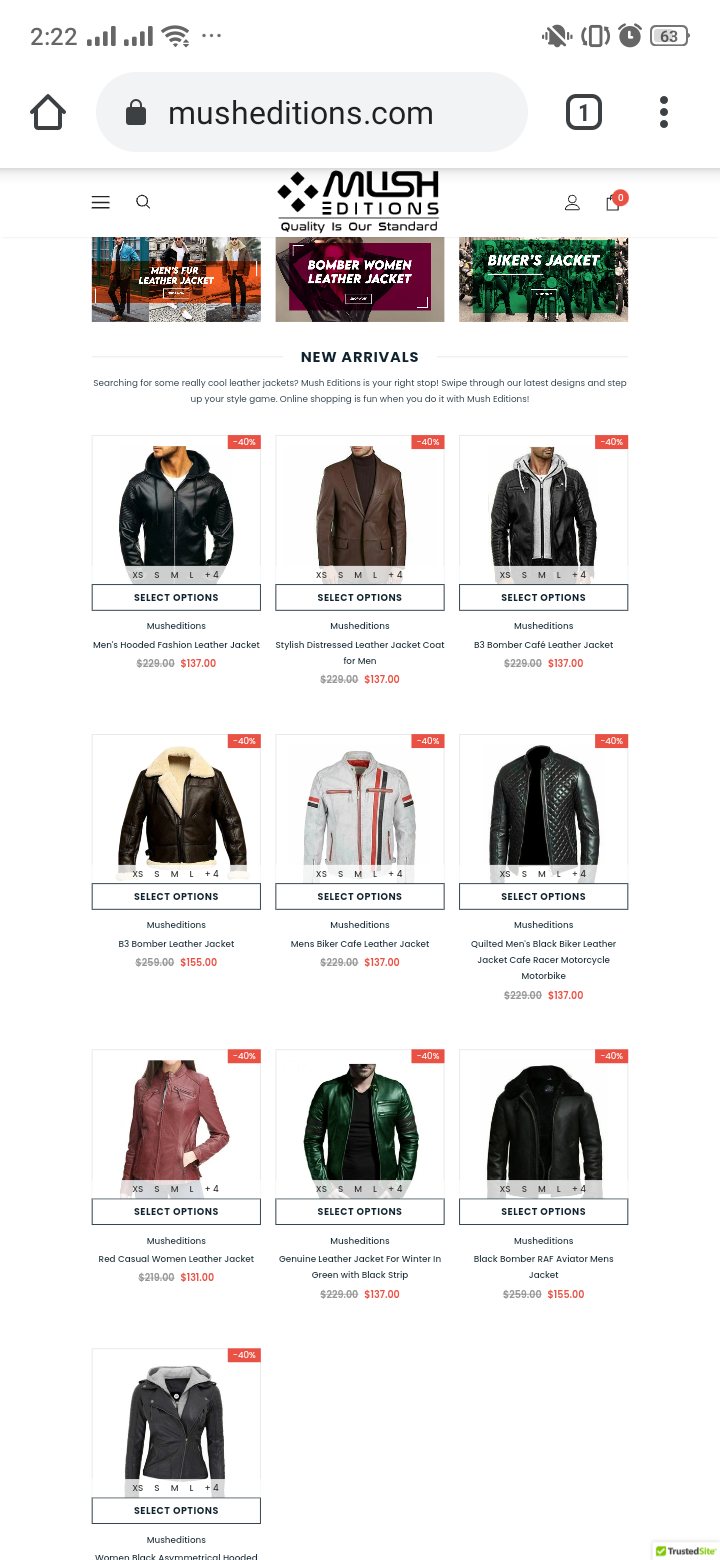 2:22
63
musheditions.com
1
MUSH
EDITIONS
Quality Is Our Standard
0
MEN'S FUR
LEATHER JACKET
SHOP NOW
BOMBER WOMEN
LEATHER JACKET
SHOP NOW
BIKER'S JACKET
SHOP NOW
NEW ARRIVALS
Searching for some really cool leather jackets? Mush Editions is your right stop! Swipe through our latest designs and step
up your style game. Online shopping is fun when you do it with Mush Editions!
-40%
XS S M L + 4
SELECT OPTIONS
Musheditions
Men's Hooded Fashion Leather Jacket
$229.00 $137.00
-40%
XS S M L + 4
SELECT OPTIONS
Musheditions
Stylish Distressed Leather Jacket Coat
for Men
$229.00 $137.00
-40%
XS S M L + 4
SELECT OPTIONS
Musheditions
B3 Bomber Café Leather Jacket
$229.00 $137.00
-40%
XS S M L + 4
SELECT OPTIONS
Musheditions
B3 Bomber Leather Jacket
$259.00 $155.00
-40%
XS S M L + 4
SELECT OPTIONS
Musheditions
Mens Biker Cafe Leather Jacket
$229.00 $137.00
-40%
XS S M L + 4
SELECT OPTIONS
Musheditions
Quilted Men's Black Biker Leather
Jacket Cafe Racer Motorcycle
Motorbike
$229.00 $137.00
-40%
XS S M L + 4
SELECT OPTIONS
Musheditions
Red Casual Women Leather Jacket
$219.00 $131.00
-40%
XS S M L + 4
SELECT OPTIONS
Musheditions
Genuine Leather Jacket For Winter In
Green with Black Strip
$229.00 $137.00
-40%
XS S M L + 4
SELECT OPTIONS
Musheditions
Black Bomber RAF Aviator Mens
Jacket
$259.00 $155.00
-40%
XS S M L + 4
SELECT OPTIONS
Musheditions
Women Black Asymmetrical Hooded
TrustedSite